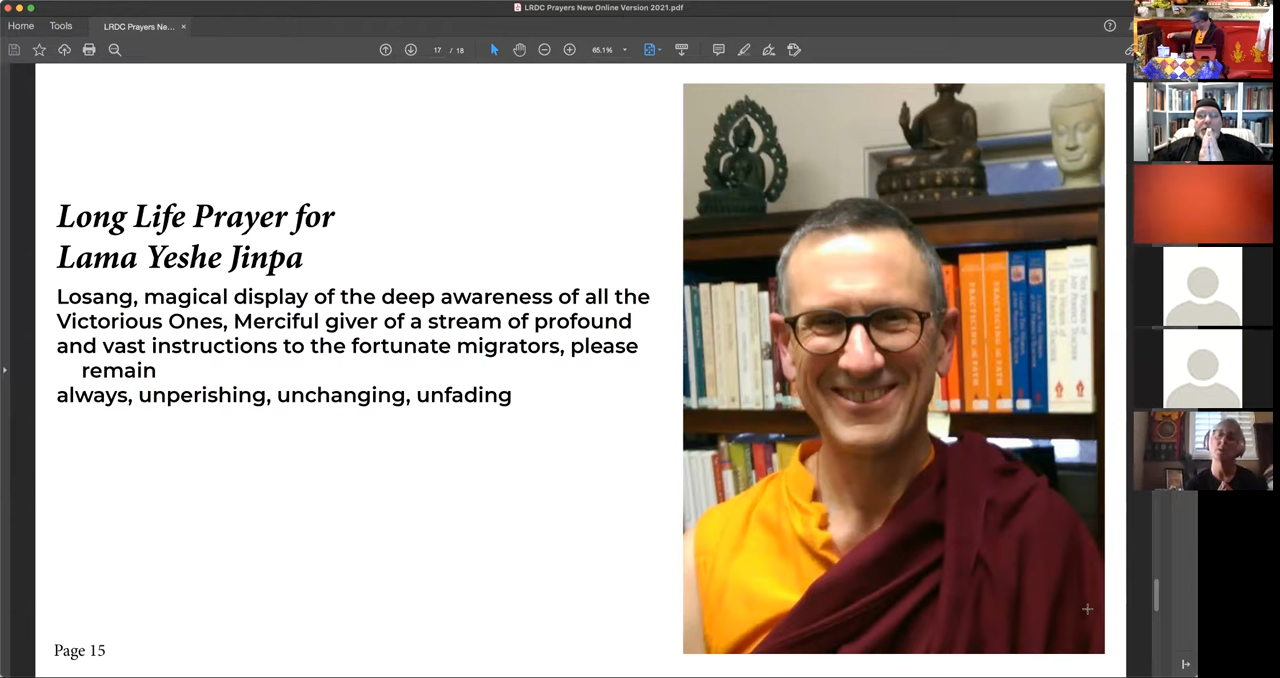 LRDC Prayers New Online Version 2021.pdf
Home Tools LRDC Prayers Ne... ×
17 / 18 65.1%
Long Life Prayer for
Lama Yeshe Jinpa
Losang, magical display of the deep awareness of all the
Victorious Ones, Merciful giver of a stream of profound
and vast instructions to the fortunate migrators, please
remain
always, unperishing, unchanging, unfading
Page 15